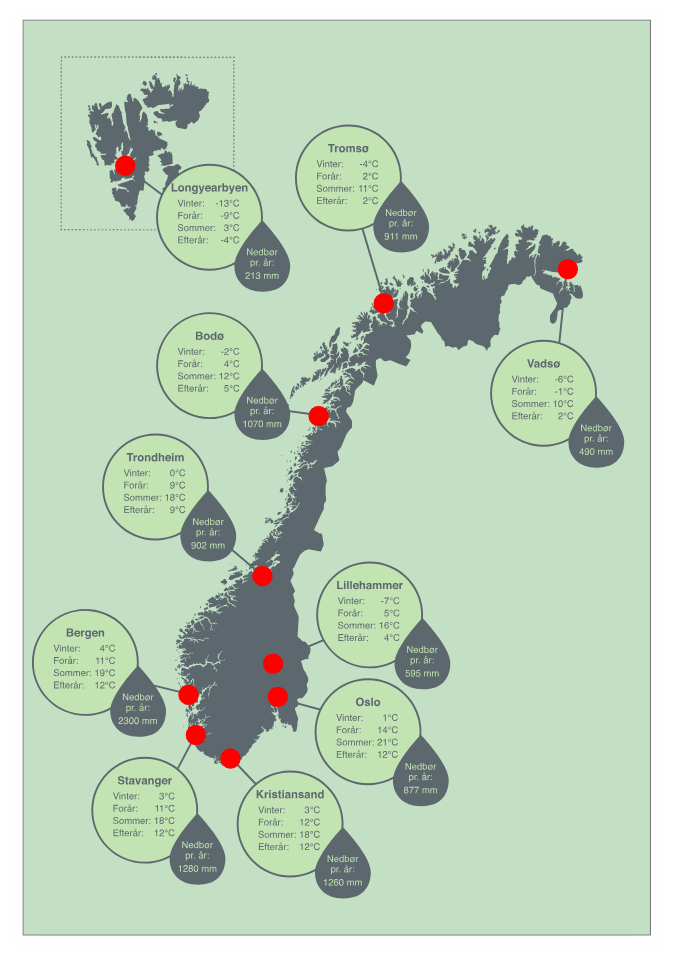 Tromsø
Vinter: -4°C
Forår: 2°C
Sommer: 11°C
Efterår: 2°C
Nedbør
pr. år:
911 mm
Longyearbyen
Vinter: -13°C
Forår: -9°C
Sommer: 3°C
Efterår: -4°C
Nedbør
pr. år:
213 mm
Bodø
Vinter: -2°C
Forår: 4°C
Sommer: 12°C
Efterår: 5°C
Nedbør
pr. år:
1070 mm
Vadsø
Vinter: -6°C
Forår: -1°C
Sommer: 10°C
Efterår: 2°C
Nedbør
pr. år:
490 mm
Trondheim
Vinter: 0°C
Forår: 9°C
Sommer: 18°C
Efterår: 9°C
Nedbør
pr. år:
902 mm
Lillehammer
Vinter: -7°C
Forår: 5°C
Sommer: 16°C
Efterår: 4°C
Nedbør
pr. år:
595 mm
Bergen
Vinter: 4°C
Forår: 11°C
Sommer: 19°C
Efterår: 12°C
Nedbør
pr. år:
2300 mm
Oslo
Vinter: 1°C
Forår: 14°C
Sommer: 21°C
Efterår: 12°C
Nedbør
pr. år:
877 mm
Stavanger
Vinter: 3°C
Forår: 11°C
Sommer: 18°C
Efterår: 12°C
Nedbør
pr. år:
1280 mm
Kristiansand
Vinter: 3°C
Forår: 12°C
Sommer: 18°C
Efterår: 12°C
Nedbør
pr. år:
1260 mm